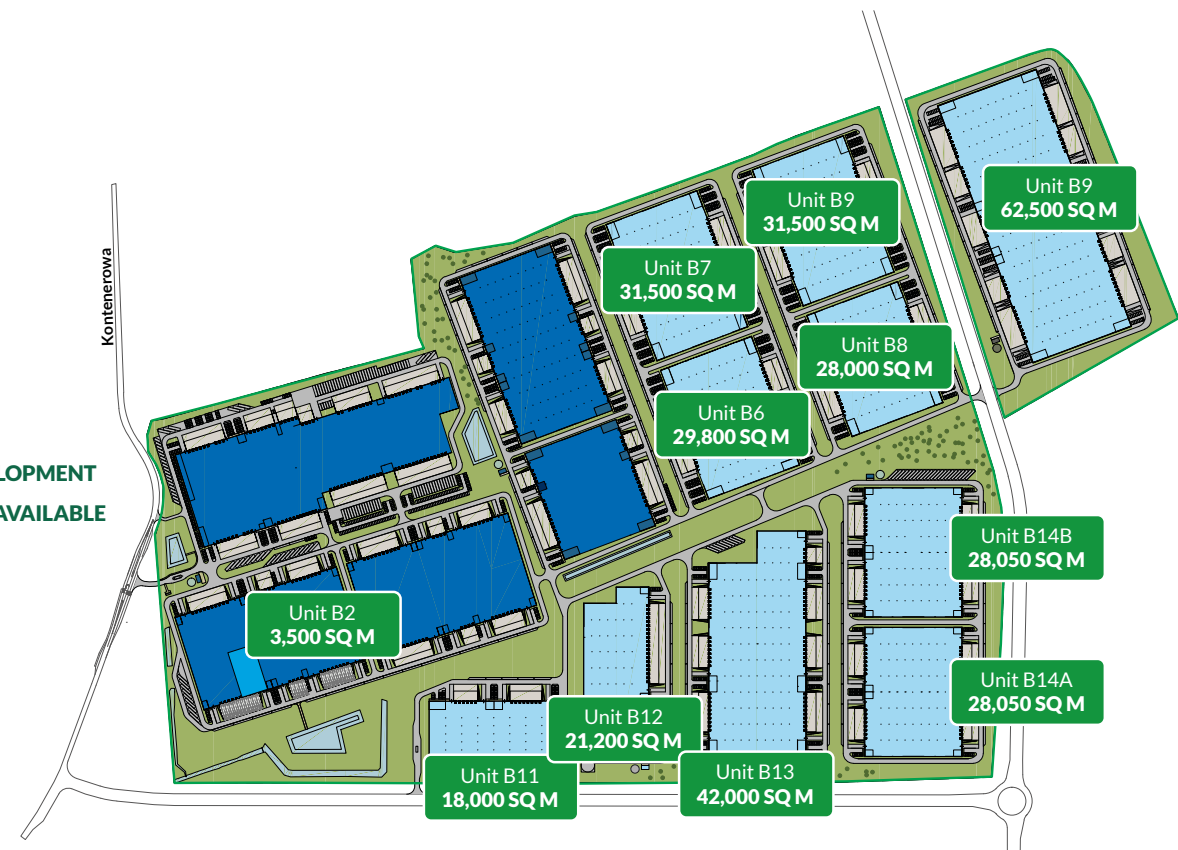 Unit B9
62,500 SQ M
Unit B9
31,500 SQ M
Unit B7
31,500 SQ M
Kontenerowa
Unit B8
28,000 SQ M
Unit B6
29,800 SQ M
LOPMENT
AVAILABLE
Unit B14B
28,050 SQ M
Unit B2
3,500 SQ M
Unit B14A
28,050 SQ M
Unit B12
21,200 SQ M
Unit B11
18,000 SQ M
Unit B13
42,000 SQ M